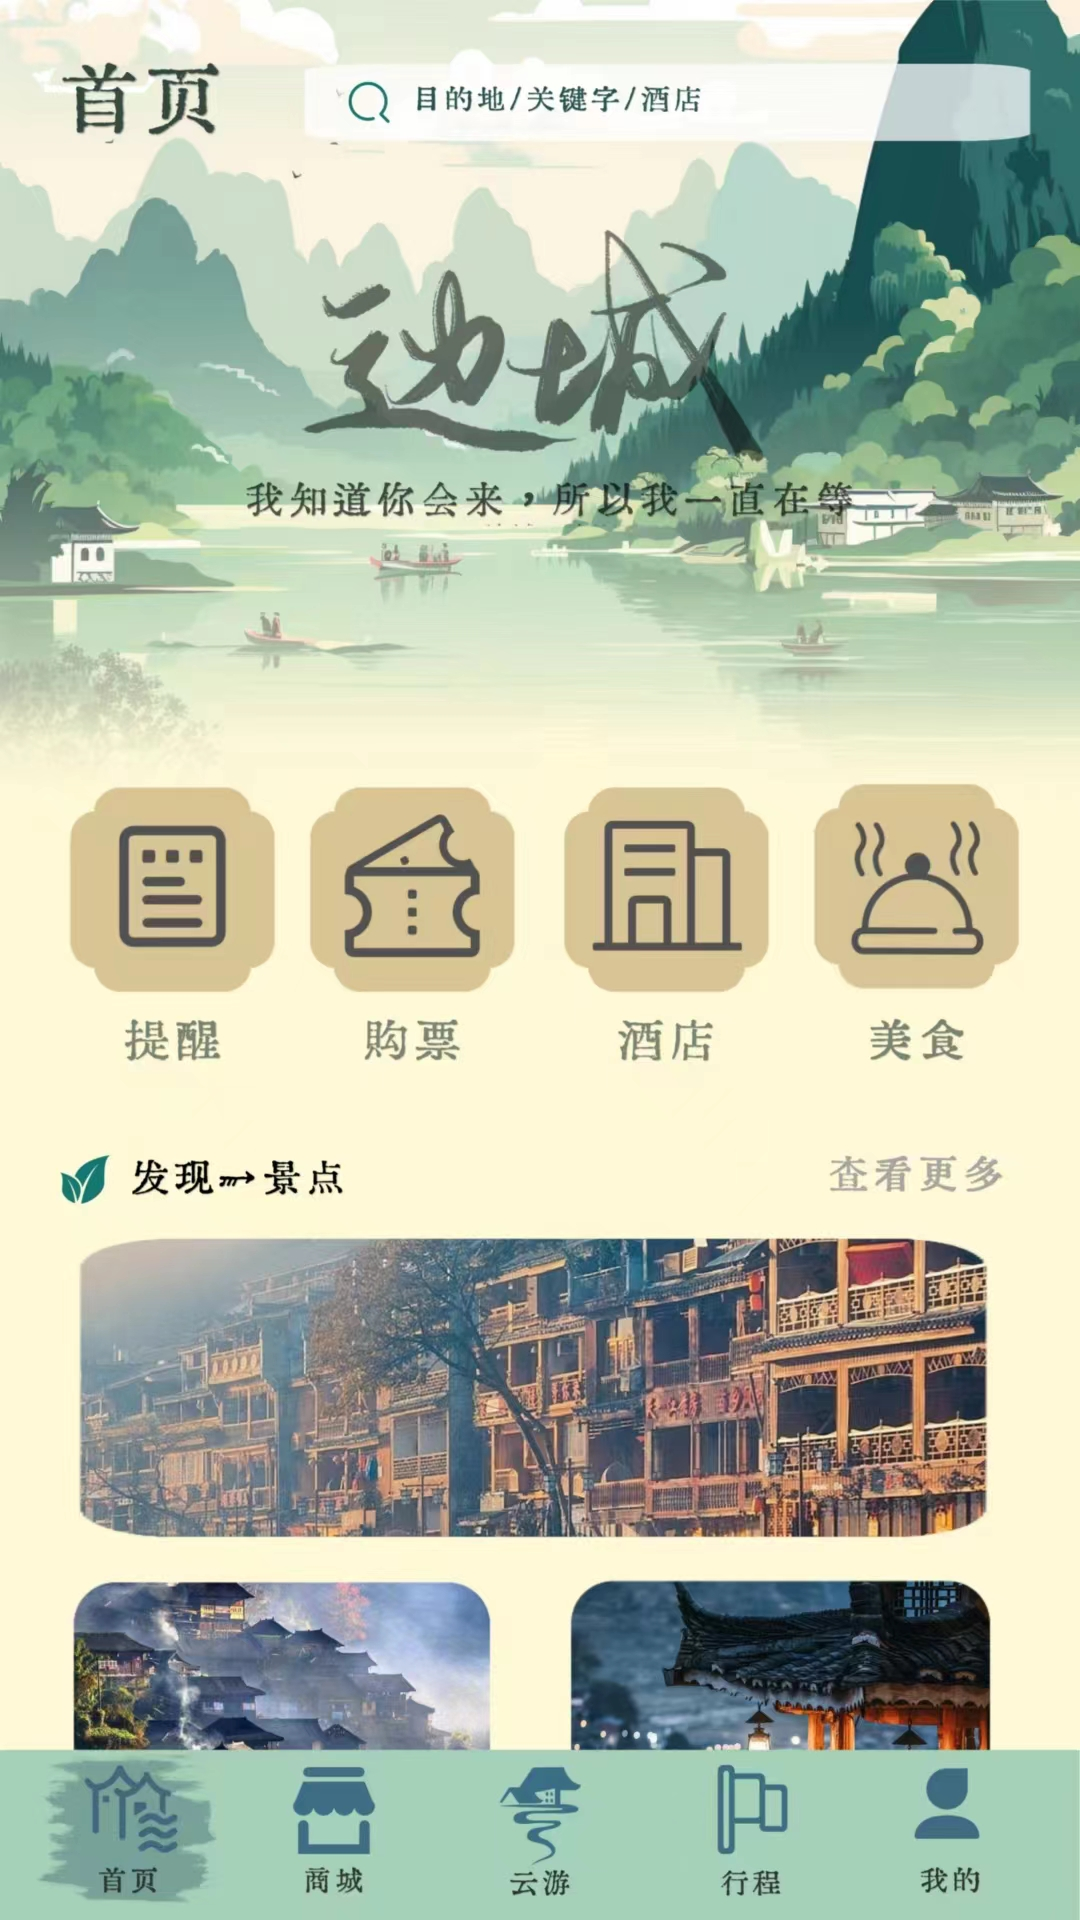 首页
目的地/关键字/酒店
边城
我知道你会来，所以我一直在等
提醒
购票
酒店
美食
发现 景点
查看更多
首页
商城
云游
行程
我的